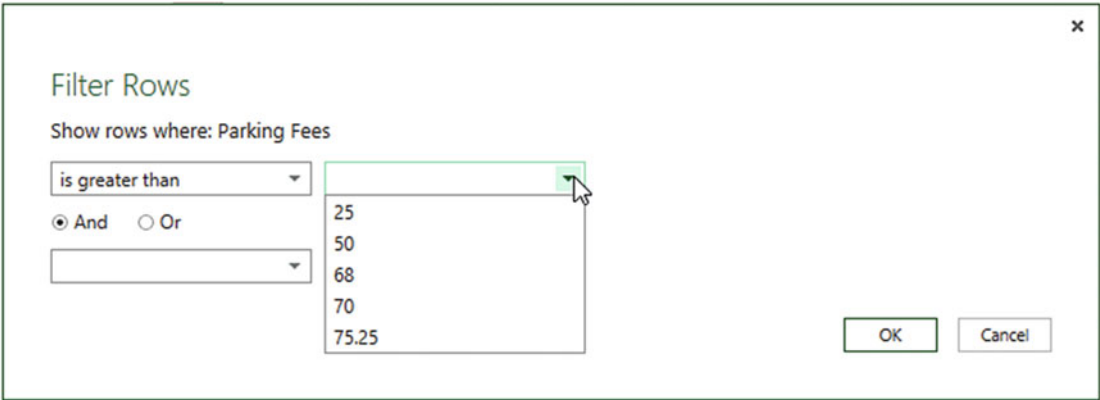 Filter Rows
Show rows where: Parking Fees
is greater than
And Or
25
50
68
70
75.25
OK Cancel